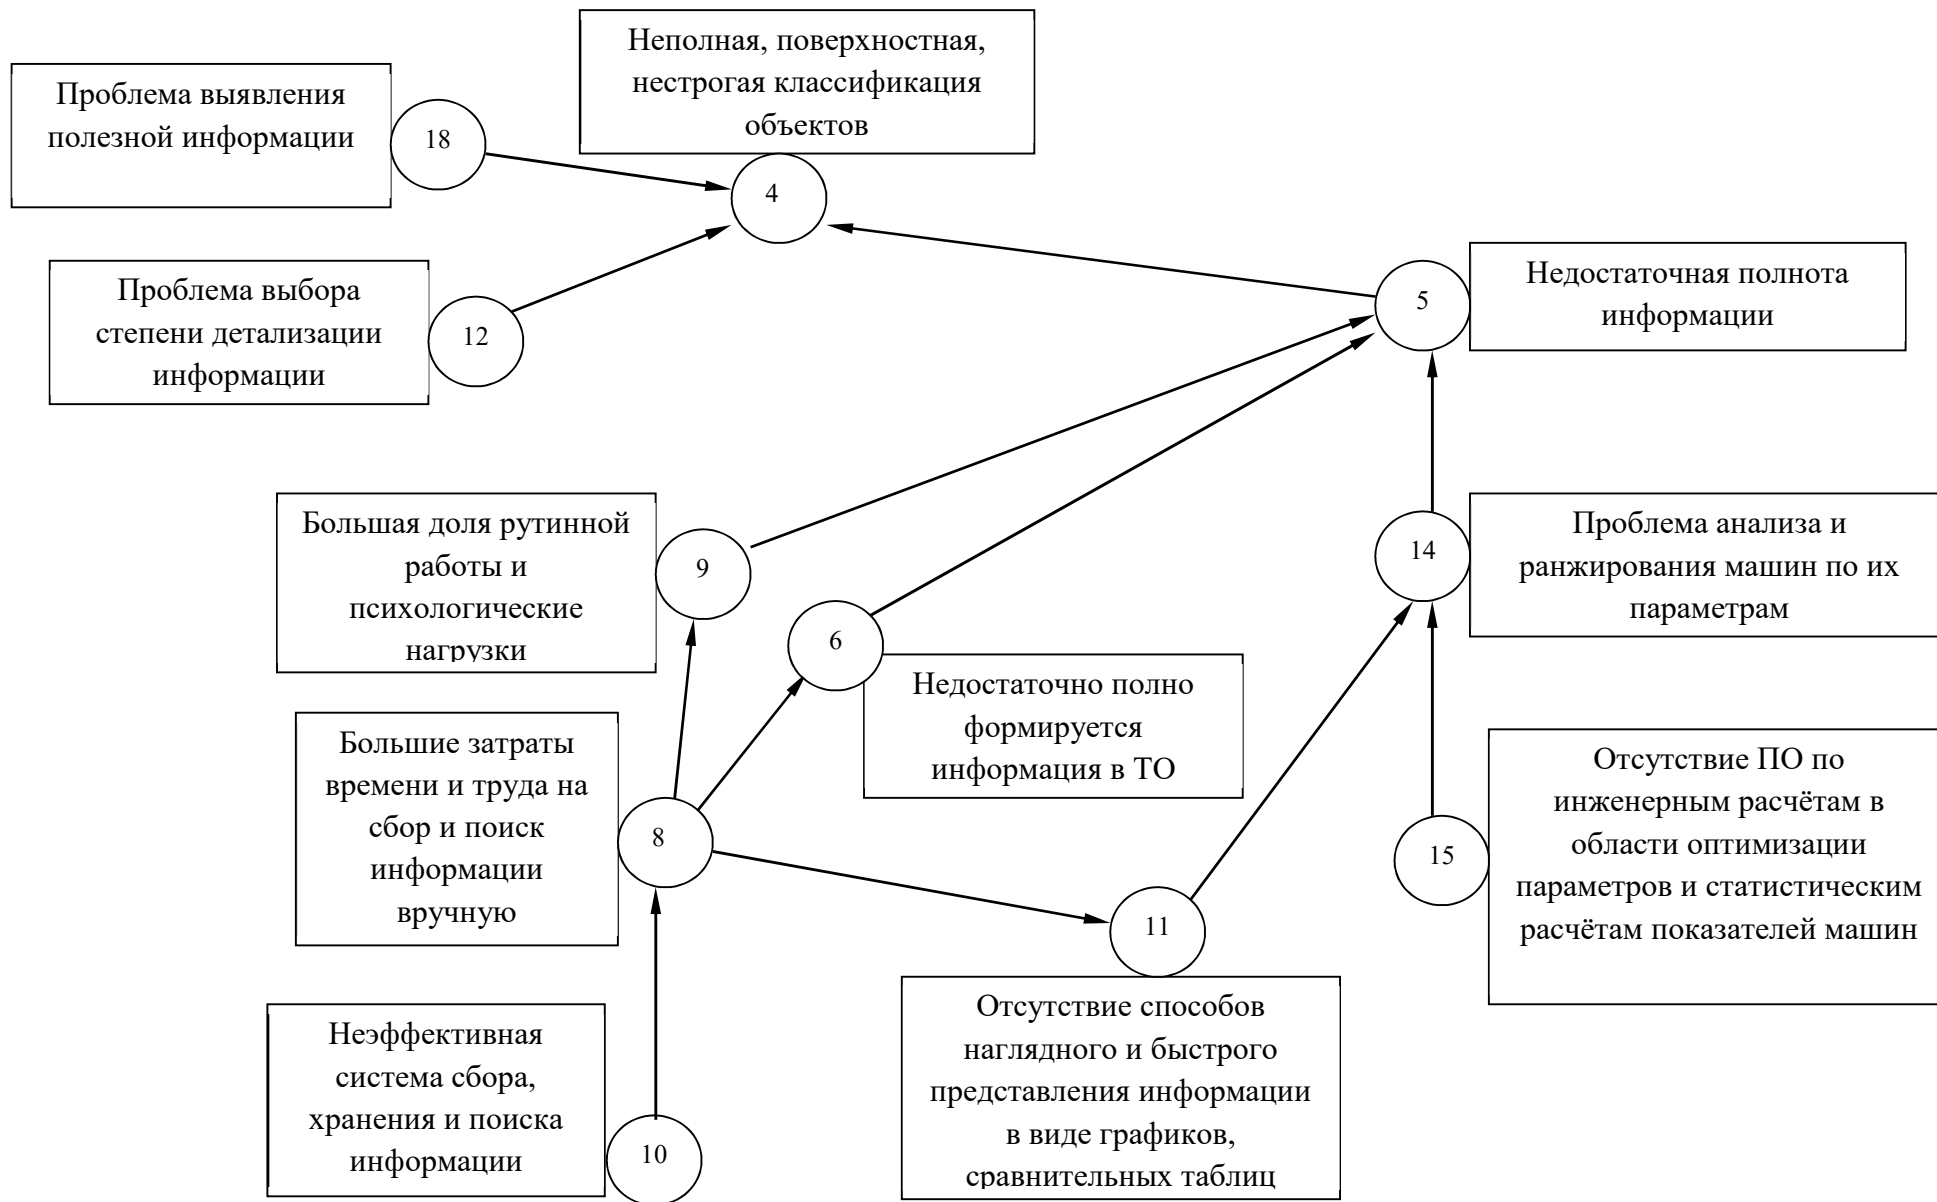 Неполная, поверхностная,
нестрогая классификация
объектов
Проблема выявления
полезной информации
18
4
Проблема выбора
степени детализации
информации
12
5
Недостаточная полнота
информации
Большая доля рутинной
работы и
психологические
нагрузки
9
6
Недостаточно полно
формируется
информация в ТО
14
Проблема анализа и
ранжирования машин по их
параметрам
Большие затраты
времени и труда на
сбор и поиск
информации
вручную
8
15
Отсутствие ПО по
инженерным расчётам в
области оптимизации
параметров и статистическим
расчётам показателей машин
11
Отсутствие способов
наглядного и быстрого
представления информации
в виде графиков,
сравнительных таблиц
Неэффективная
система сбора,
хранения и поиска
информации
10